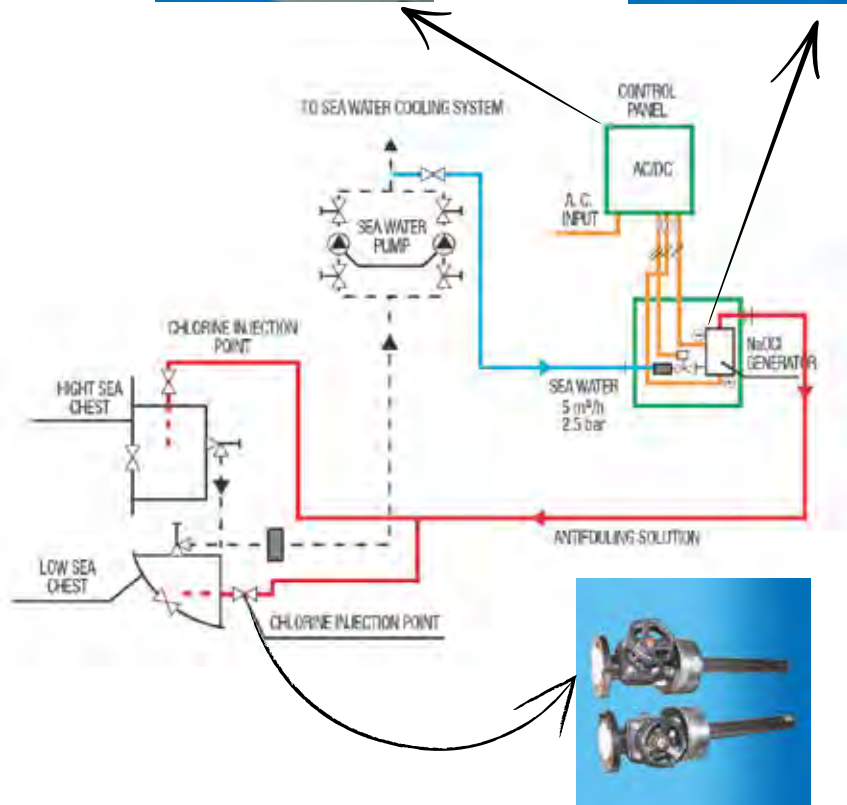 CONTROL
PANEL
TO SEA WATER COOLING SYSTEM
AC/DC
A. C.
INPUT
SEA WATER
PUMP
CHLORINE INJECTION
POINT
NaOCl
GENERATOR
HIGHT SEA
CHEST
SEA WATER
5 m³/h
2.5 bar
ANTIFOULING SOLUTION
LOW SEA
CHEST
CHLORINE INJECTION POINT